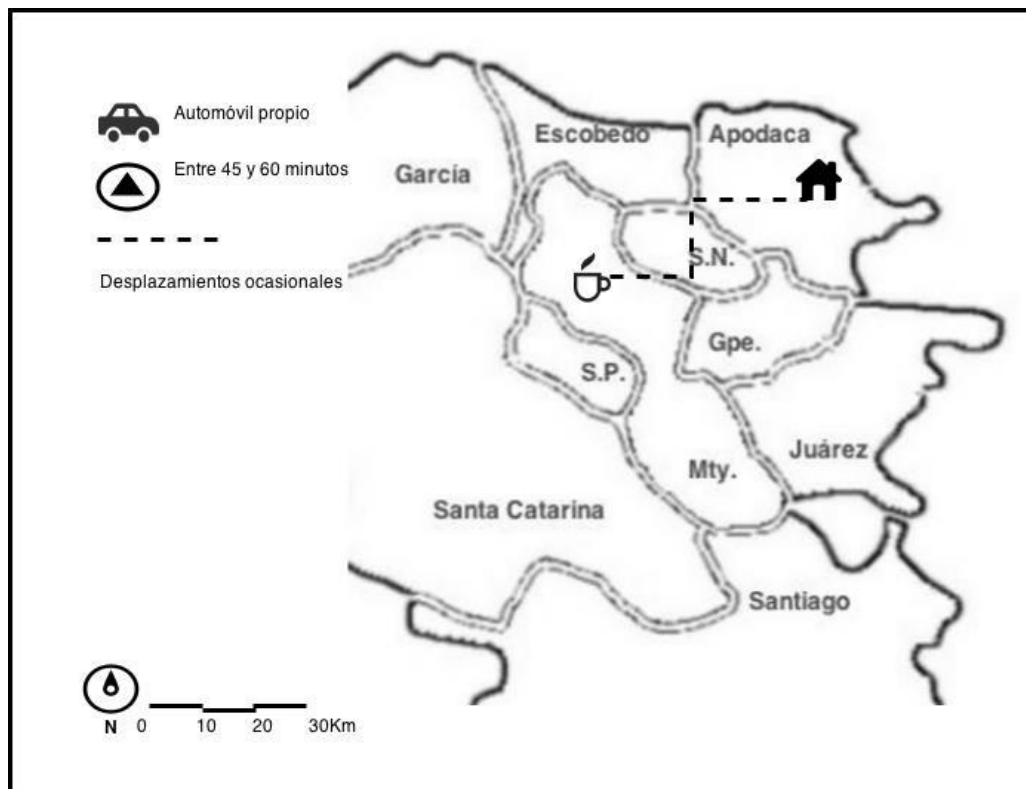 Automóvil propio
Entre 45 y 60 minutos
Desplazamientos ocasionales
Escobedo
Apodaca
García
S.N.
Gpe.
S.P.
Juárez
Mty.
Santa Catarina
Santiago
N 0 10 20 30Km